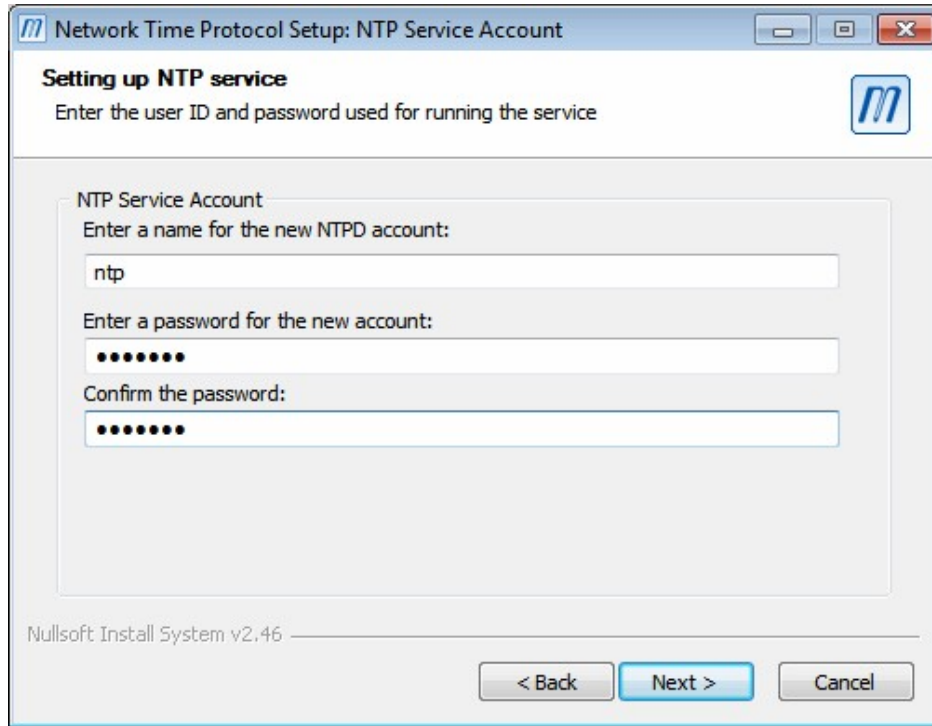 Network Time Protocol Setup: NTP Service Account
Setting up NTP service
Enter the user ID and password used for running the service
NTP Service Account
Enter a name for the new NTPD account:
ntp
Enter a password for the new account:
•••••••
Confirm the password:
•••••••
Nullsoft Install System v2.46
< Back Next > Cancel